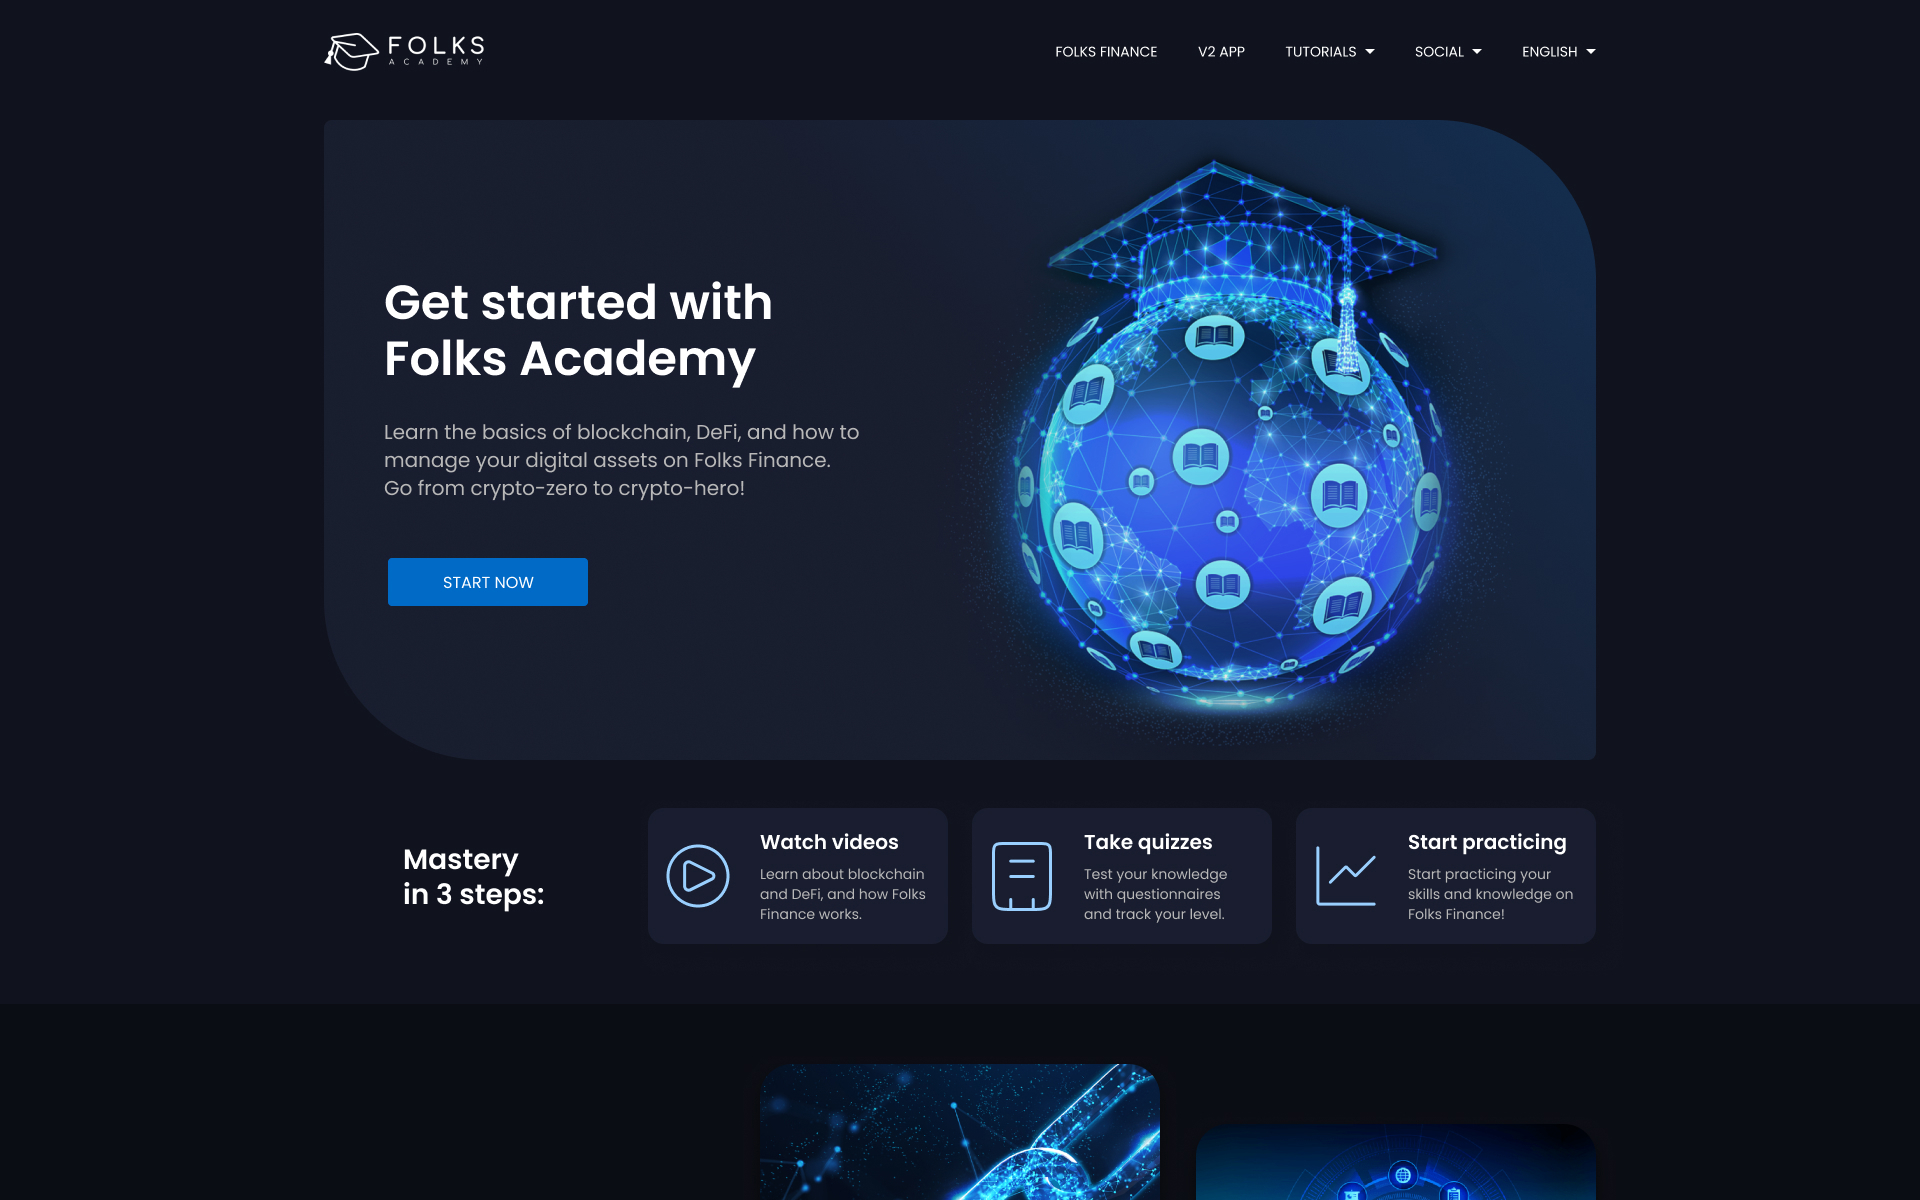 FOLKS
ACADEMY
FOLKS FINANCE
V2 APP
TUTORIALS
SOCIAL
ENGLISH
Get started with
Folks Academy
Learn the basics of blockchain, DeFi, and how to
manage your digital assets on Folks Finance.
Go from crypto-zero to crypto-hero!
START NOW
Mastery
in 3 steps:
Watch videos
Learn about blockchain
and DeFi, and how Folks
Finance works.
Take quizzes
Test your knowledge
with questionnaires
and track your level.
Start practicing
Start practicing your
skills and knowledge on
Folks Finance!